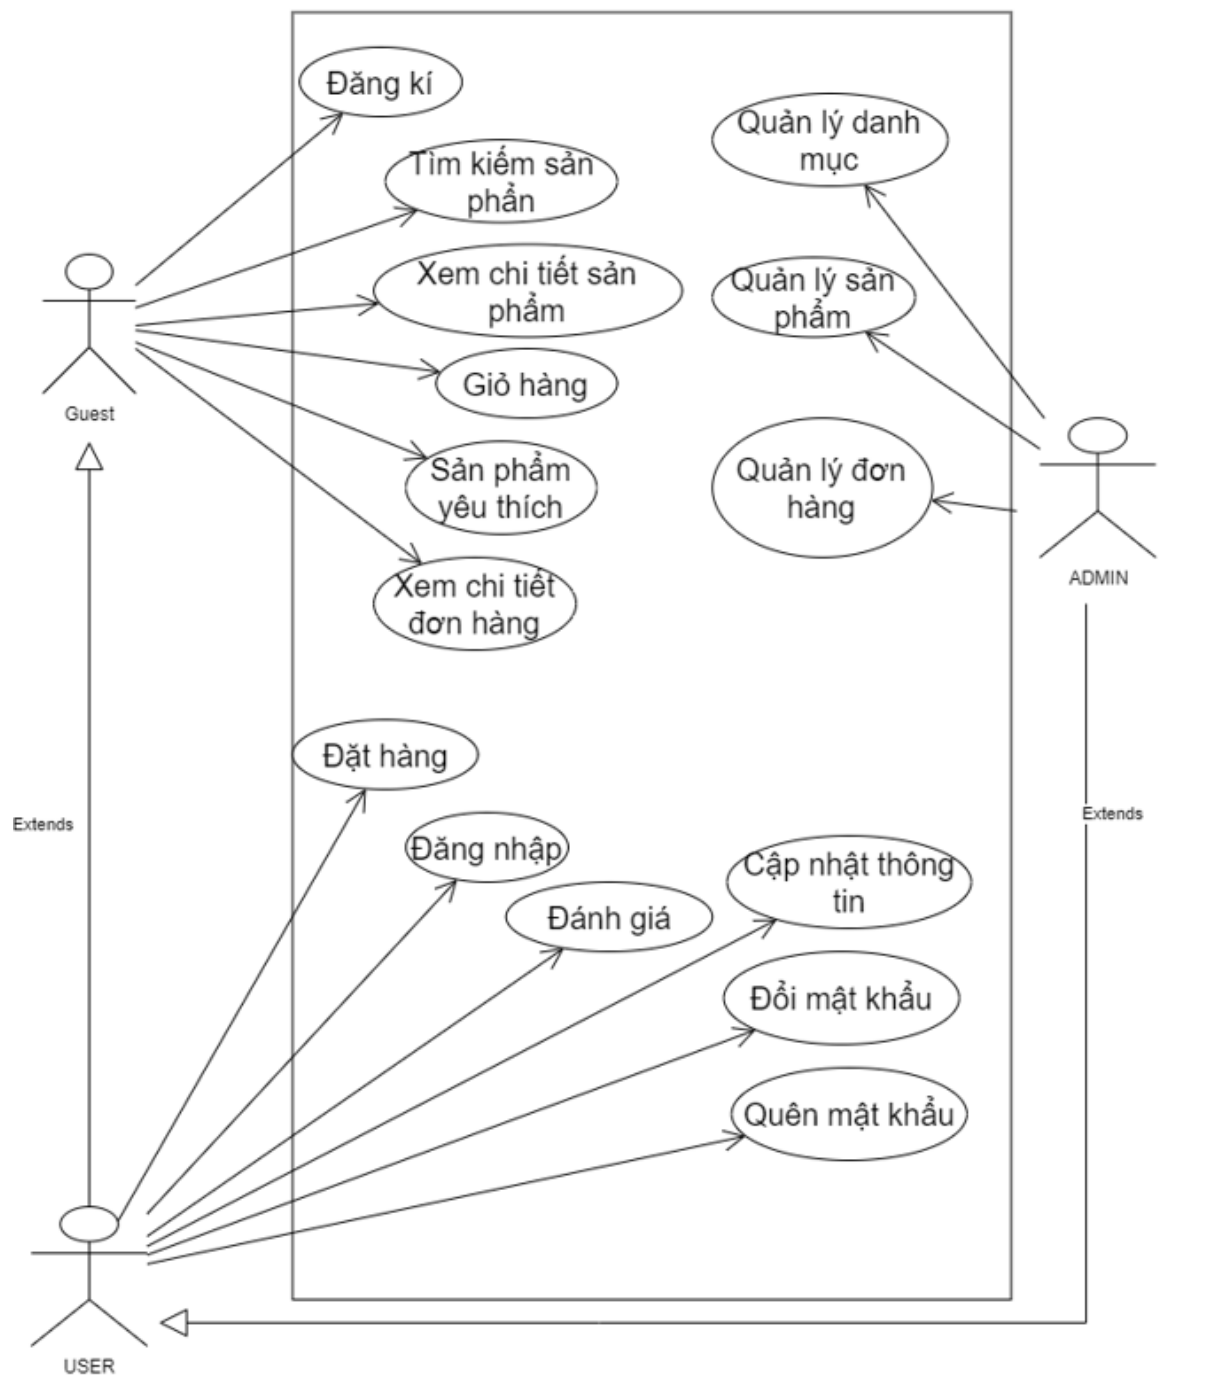 Đăng kí
Tìm kiếm sản
phẩn
Xem chi tiết sản
phẩm
Giỏ hàng
Sản phẩm
yêu thích
Xem chi tiết
đơn hàng
Guest
Quản lý danh
mục
Quản lý sản
phẩm
Quản lý đơn
hàng
ADMIN
Extends
Đặt hàng
Đăng nhập
Đánh giá
Cập nhật thông
tin
Đổi mật khẩu
Quên mật khẩu
Extends
USER